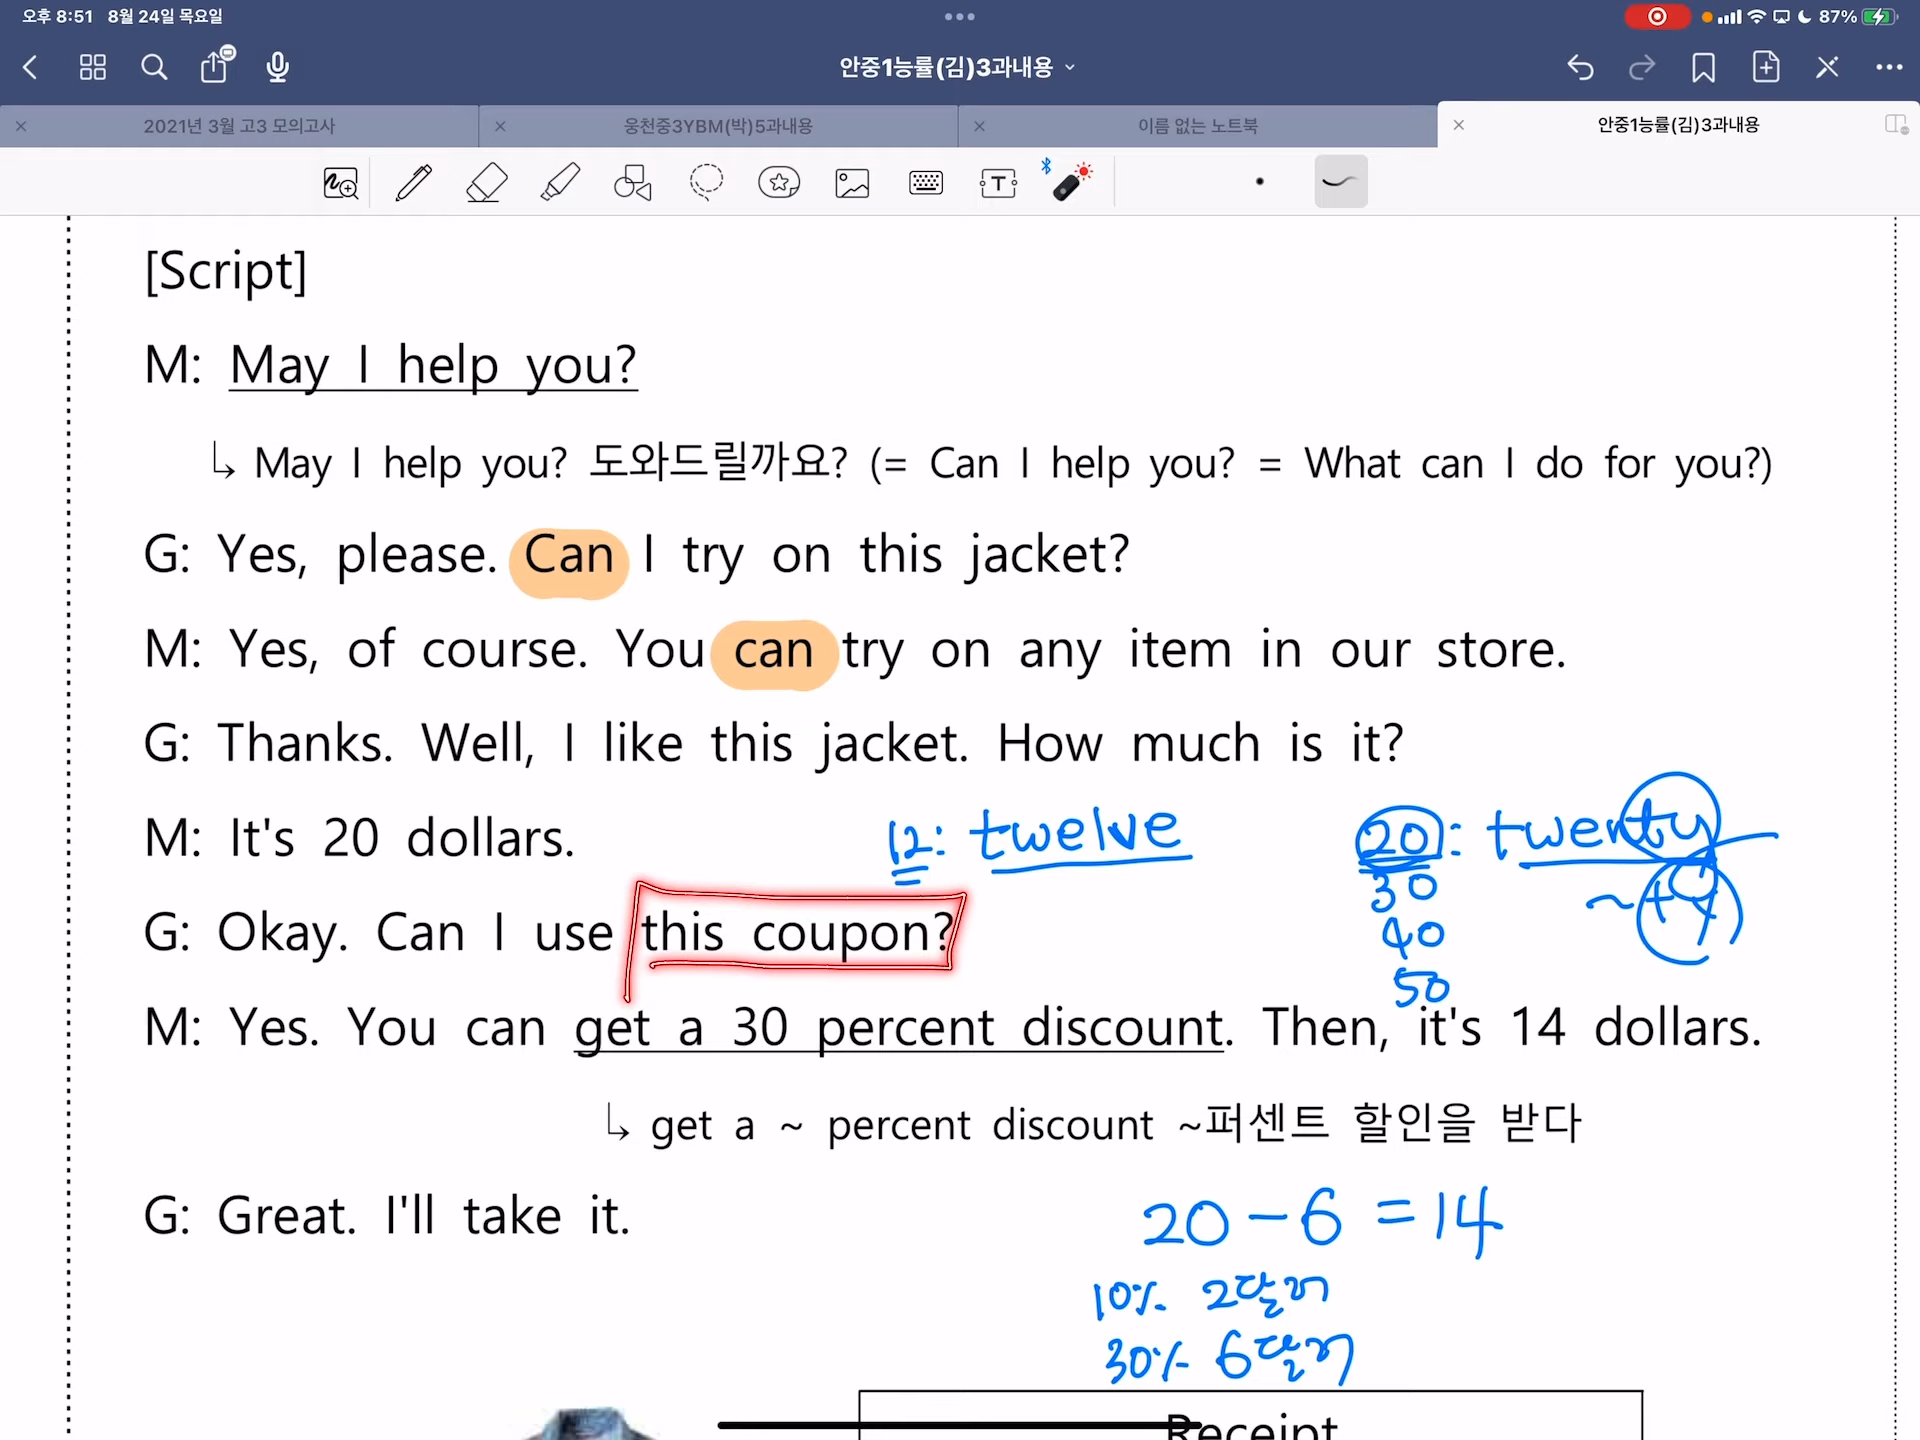 오후 8:51 8월 24일 목요일
87%
안중1능률(김)3과내용
2021년 3월 고3 모의고사
웅천중3YBM(박)5과내용
이름 없는 노트북
안중1능률(김)3과내용
[Script]
M: May I help you?
↳ May I help you? 도와드릴까요? (= Can I help you? = What can I do for you?)
G: Yes, please. Can I try on this jacket?
M: Yes, of course. You can try on any item in our store.
G: Thanks. Well, I like this jacket. How much is it?
M: It's 20 dollars.
12: twelve
20: twenty
30
~ty
40
50
G: Okay. Can I use this coupon?
M: Yes. You can get a 30 percent discount. Then, it's 14 dollars.
↳ get a ~ percent discount ~퍼센트 할인을 받다
G: Great. I'll take it.
20 - 6 = 14
10% 2달러
30% 6달러
Receipt